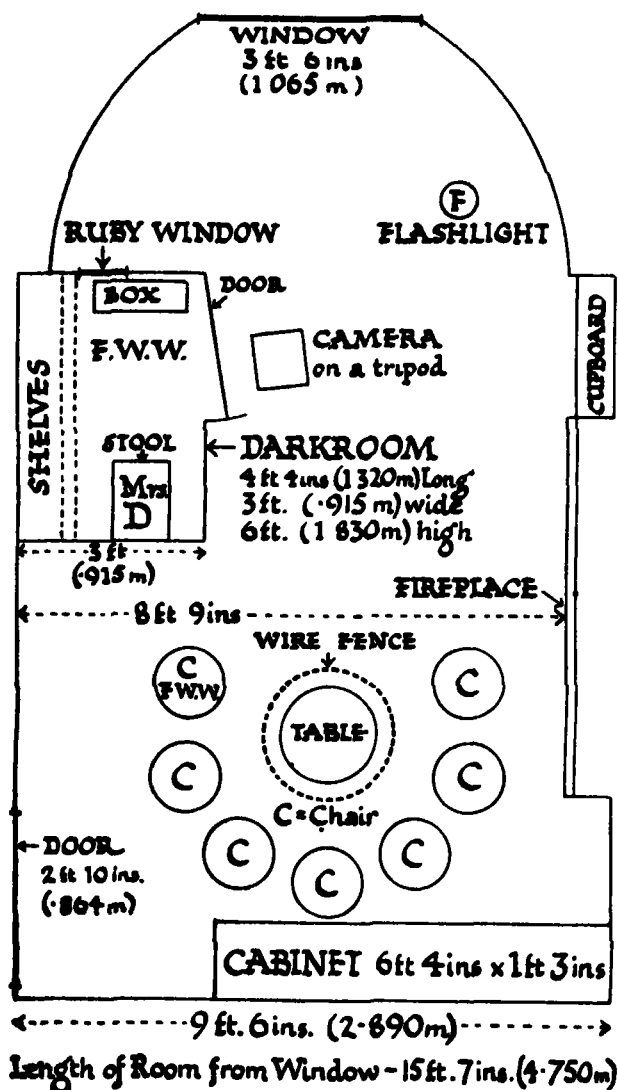 WINDOW
3 ft 6 ins
(1 065 m)
F
FLASHLIGHT
RUBY WINDOW
DOOR
BOX
F.W.W.
CAMERA
on a tripod
CUPBOARD
SHELVES
STOOL
Mrs
D
DARKROOM
4 ft 4 ins (1 320m) Long
3 ft. (·915 m) wide
6 ft. (1 830m) high
3 ft
(·915 m)
FIREPLACE
8 ft 9 ins
WIRE FENCE
C
F.W.W.
C
TABLE
C
C
C = Chair
C
C
C
DOOR
2 ft 10 ins.
(·864 m)
CABINET 6 ft 4 ins x 1 ft 3 ins
9 ft. 6 ins. (2·890m)
Length of Room from Window - 15 ft. 7 ins. (4·750 m)